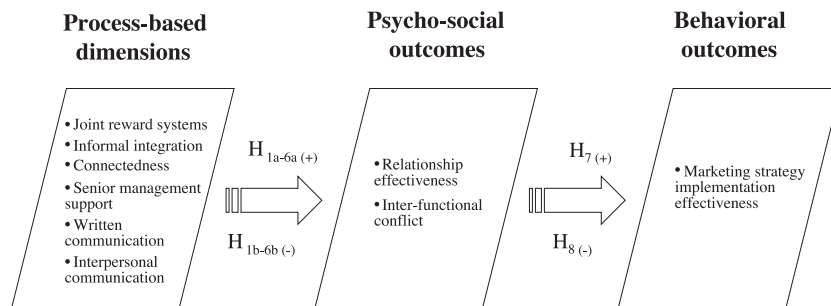 Process-based
dimensions
Psycho-social
outcomes
Behavioral
outcomes
• Joint reward systems
• Informal integration
• Connectedness
• Senior management
support
• Written
communication
• Interpersonal
communication
H1a-6a (+)
H1b-6b (-)
• Relationship
effectiveness
• Inter-functional
conflict
H7 (+)
H8 (-)
• Marketing strategy
implementation
effectiveness